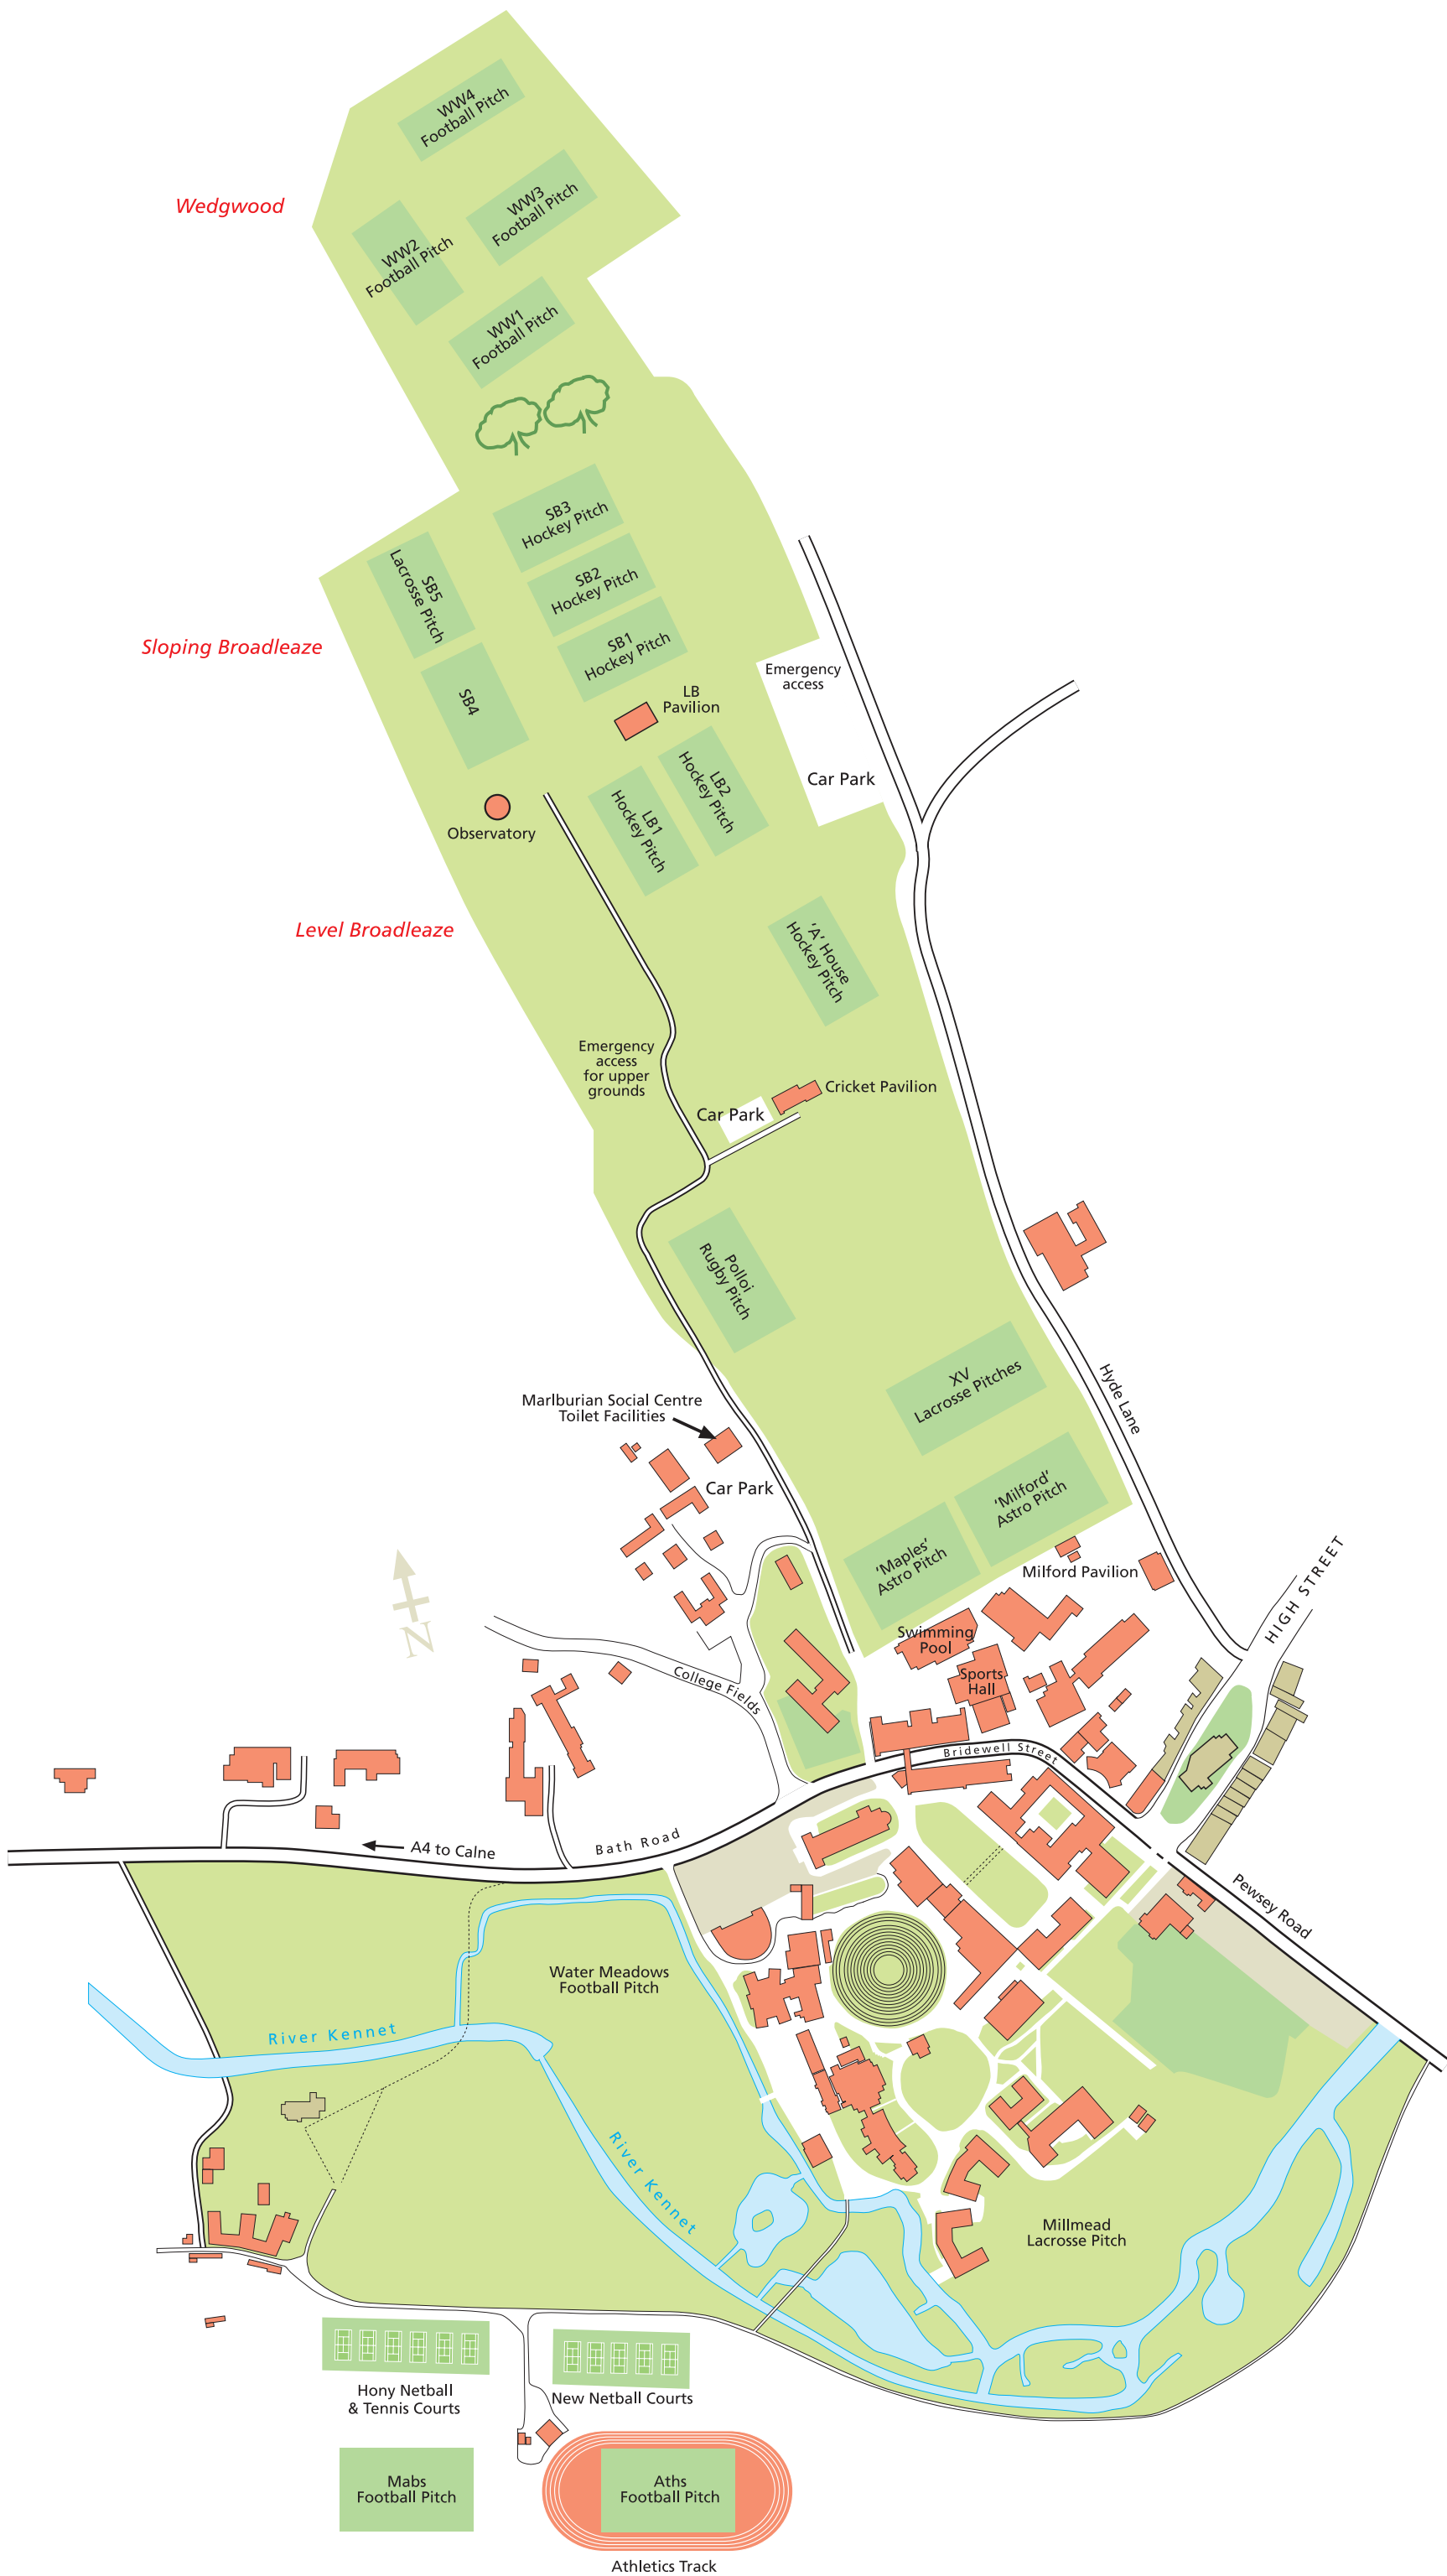 WW4
Football Pitch
WW3
Football Pitch
Wedgwood
WW2
Football Pitch
WW1
Football Pitch
SB3
Hockey Pitch
SB5
Lacrosse Pitch
SB2
Hockey Pitch
Sloping Broadleaze
SB1
Hockey Pitch
Emergency
access
SB4
LB
Pavilion
LB2
Hockey Pitch
Car Park
LB1
Hockey Pitch
Observatory
Level Broadleaze
‘A’ House
Hockey Pitch
Emergency
access
for upper
grounds
Cricket Pavilion
Car Park
Polloi
Rugby Pitch
XV
Lacrosse Pitches
Hyde Lane
Marlburian Social Centre
Toilet Facilities
Car Park
‘Milford’
Astro Pitch
‘Maples’
Astro Pitch
Milford Pavilion
HIGH STREET
N
Swimming
Pool
Sports
Hall
College Fields
Bridewell Street
Bath Road
A4 to Calne
Pewsey Road
Water Meadows
Football Pitch
River Kennet
River Kennet
Millmead
Lacrosse Pitch
Hony Netball
& Tennis Courts
New Netball Courts
Mabs
Football Pitch
Aths
Football Pitch
Athletics Track